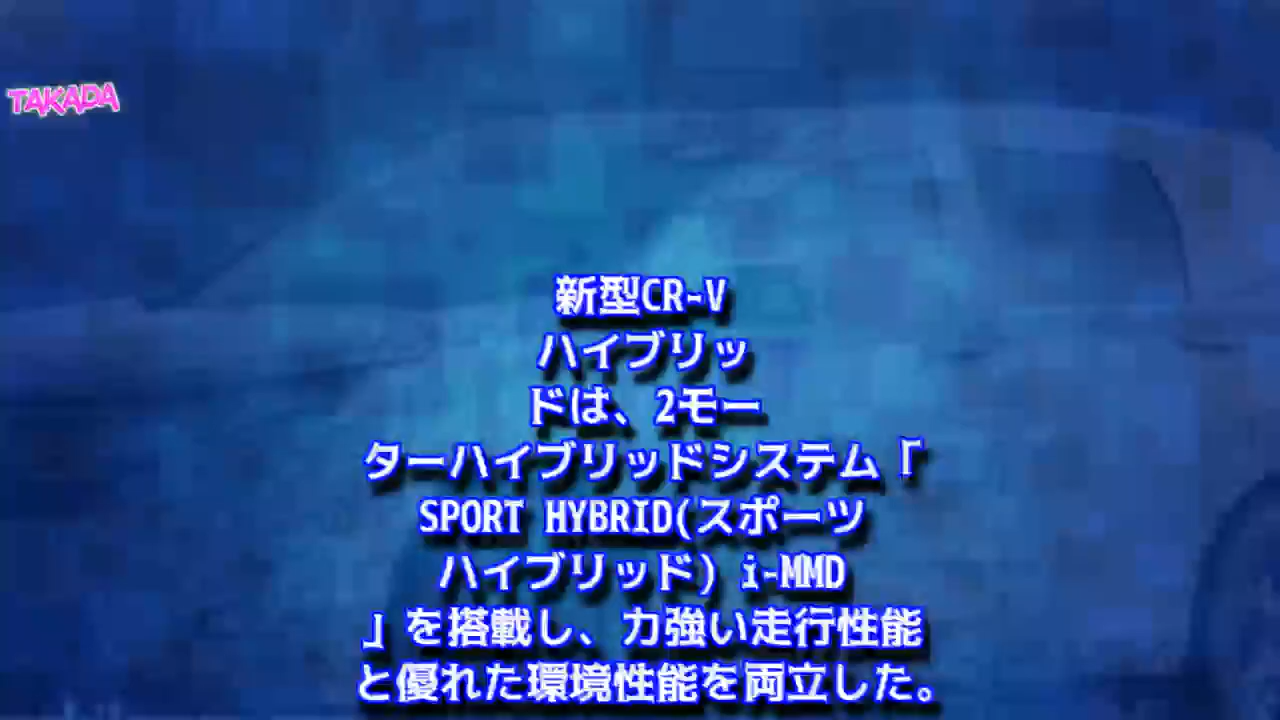 TAKADA
新型CR-V
ハイブリッ
ドは、2モー
ターハイブリッドシステム「
SPORT HYBRID(スポーツ
ハイブリッド) i-MMD
」を搭載し、力強い走行性能
と優れた環境性能を両立した。